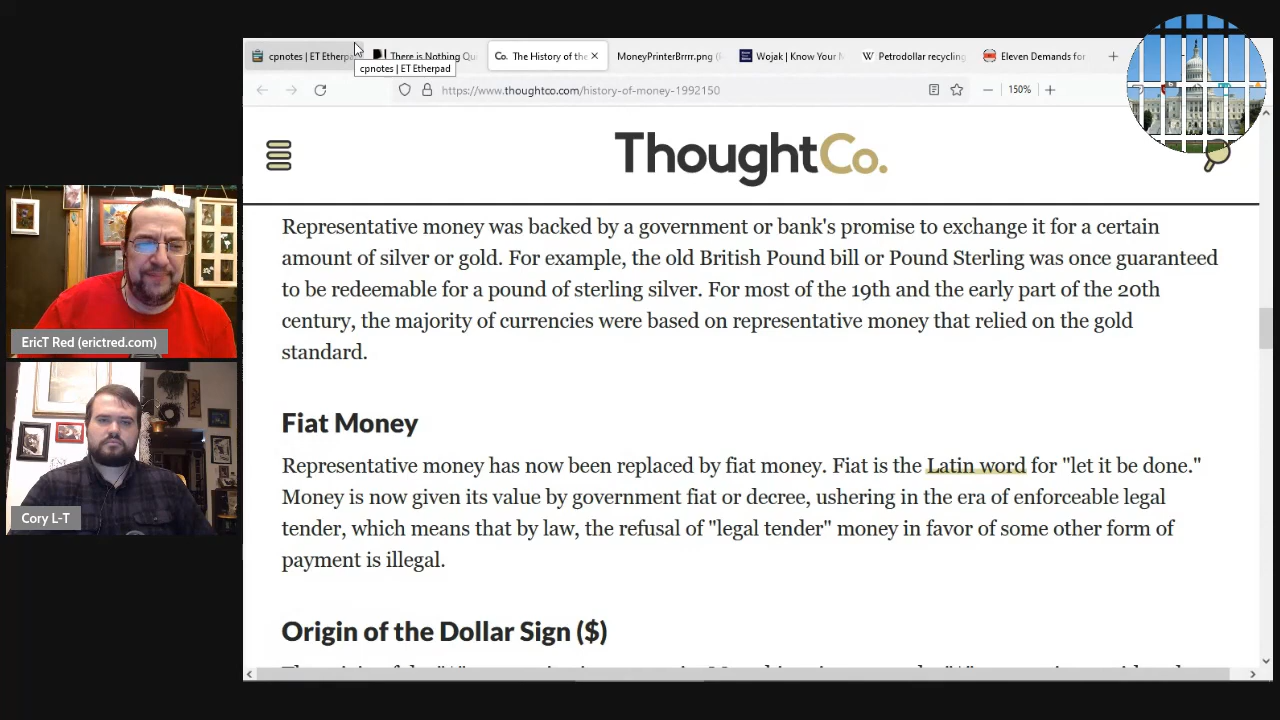 cpnotes | ET Etherpa
There is Nothing Qu
Co. The History of the
MoneyPrinterBrrrr.png (
Wojak | Know Your M
W Petrodollar recycling
Eleven Demands for
cpnotes | ET Etherpad
https://www.thoughtco.com/history-of-money-1992150
150%
ThoughtCo.
Representative money was backed by a government or bank's promise to exchange it for a certain
amount of silver or gold. For example, the old British Pound bill or Pound Sterling was once guaranteed
to be redeemable for a pound of sterling silver. For most of the 19th and the early part of the 20th
century, the majority of currencies were based on representative money that relied on the gold
standard.
Fiat Money
Representative money has now been replaced by fiat money. Fiat is the Latin word for "let it be done."
Money is now given its value by government fiat or decree, ushering in the era of enforceable legal
tender, which means that by law, the refusal of "legal tender" money in favor of some other form of
payment is illegal.
Origin of the Dollar Sign ($)
EricT Red (erictred.com)
Cory L-T